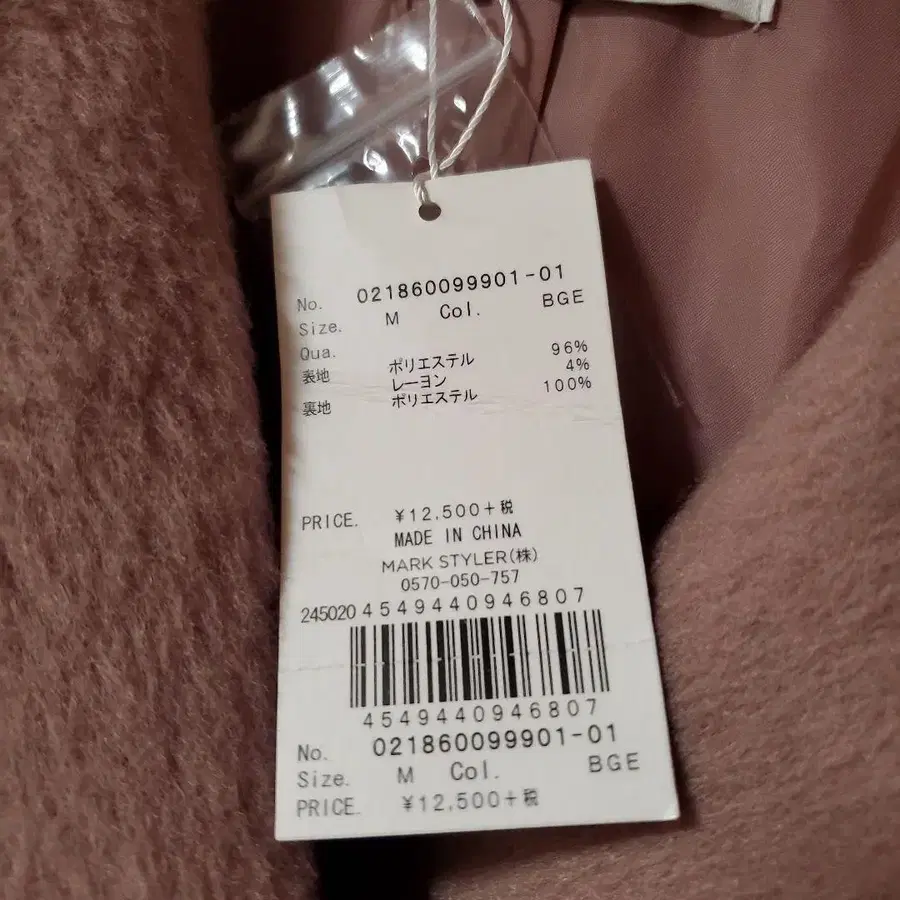 No. 021860099901-01
Size. M Col. BGE
Qua.
表地 ポリエステル 96%
レーヨン 4%
裏地 ポリエステル 100%
PRICE. ¥12,500+税
MADE IN CHINA
MARK STYLER(株)
0570-050-757
245020 4549440946807
4549440946807
No. 021860099901-01
Size. M Col. BGE
PRICE. ¥12,500+税